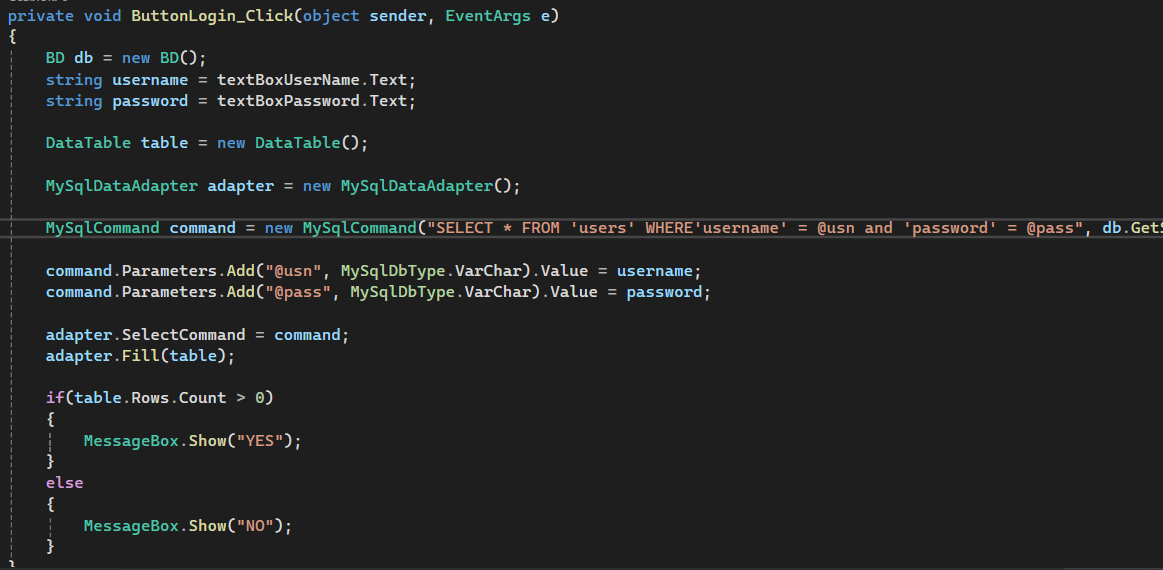 private void ButtonLogin_Click(object sender, EventArgs e)
{
BD db = new BD();
string username = textBoxUserName.Text;
string password = textBoxPassword.Text;
DataTable table = new DataTable();
MySqlDataAdapter adapter = new MySqlDataAdapter();
MySqlCommand command = new MySqlCommand("SELECT * FROM 'users' WHERE'username' = @usn and 'password' = @pass", db.GetS
command.Parameters.Add("@usn", MySqlDbType.VarChar).Value = username;
command.Parameters.Add("@pass", MySqlDbType.VarChar).Value = password;
adapter.SelectCommand = command;
adapter.Fill(table);
if(table.Rows.Count > 0)
{
MessageBox.Show("YES");
}
else
{
MessageBox.Show("NO");
}
}